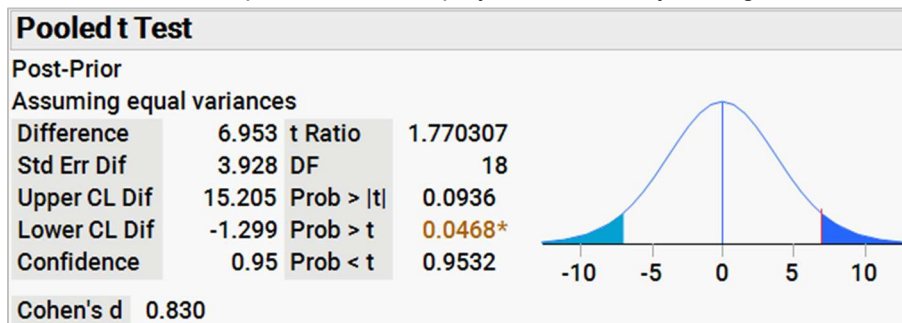 Pooled t Test
Post-Prior
Assuming equal variances
Difference 6.953 t Ratio 1.770307
Std Err Dif 3.928 DF 18
Upper CL Dif 15.205 Prob > |t| 0.0936
Lower CL Dif -1.299 Prob > t 0.0468*
Confidence 0.95 Prob < t 0.9532
-10 -5 0 5 10
Cohen's d 0.830